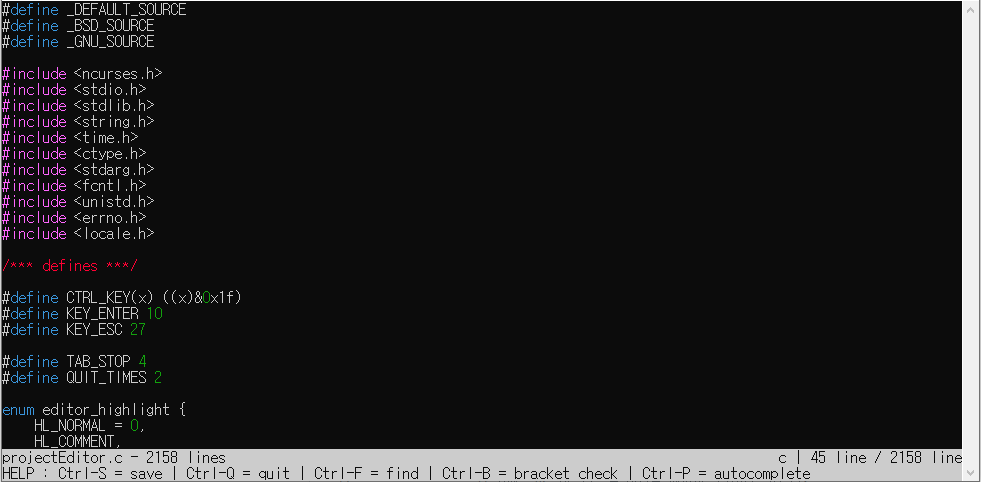 #define _DEFAULT_SOURCE
#define _BSD_SOURCE
#define _GNU_SOURCE
#include <ncurses.h>
#include <stdio.h>
#include <stdlib.h>
#include <string.h>
#include <time.h>
#include <ctype.h>
#include <stdarg.h>
#include <fcntl.h>
#include <unistd.h>
#include <errno.h>
#include <locale.h>
/*** defines ***/
#define CTRL_KEY(x) ((x)&0x1f)
#define KEY_ENTER 10
#define KEY_ESC 27
#define TAB_STOP 4
#define QUIT_TIMES 2
enum editor_highlight {
    HL_NORMAL = 0,
    HL_COMMENT,
projectEditor.c - 2158 lines c | 45 line / 2158 line
HELP : Ctrl-S = save | Ctrl-Q = quit | Ctrl-F = find | Ctrl-B = bracket check | Ctrl-P = autocomplete